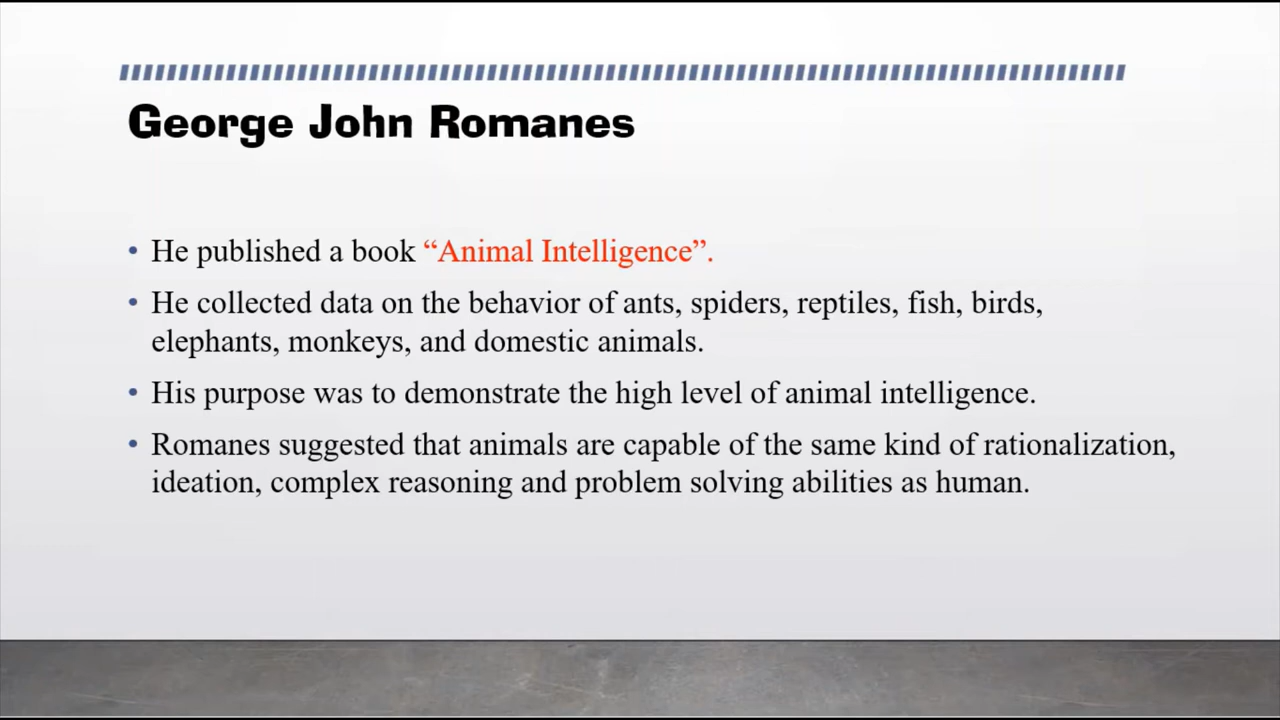 George John Romanes
• He published a book “Animal Intelligence”.
• He collected data on the behavior of ants, spiders, reptiles, fish, birds,
elephants, monkeys, and domestic animals.
• His purpose was to demonstrate the high level of animal intelligence.
• Romanes suggested that animals are capable of the same kind of rationalization,
ideation, complex reasoning and problem solving abilities as human.